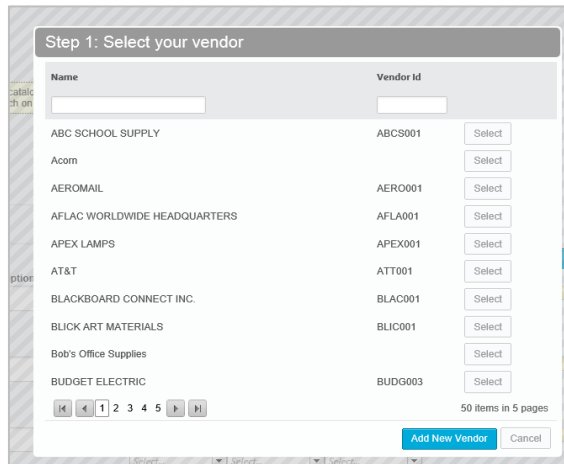 Step 1: Select your vendor
Name Vendor Id
ABC SCHOOL SUPPLY ABCS001 Select
Acorn Select
AEROMAIL AERO001 Select
AFLAC WORLDWIDE HEADQUARTERS AFLA001 Select
APEX LAMPS APEX001 Select
AT&T ATT001 Select
BLACKBOARD CONNECT INC. BLAC001 Select
BLICK ART MATERIALS BLIC001 Select
Bob's Office Supplies Select
BUDGET ELECTRIC BUDG003 Select
1 2 3 4 5 50 items in 5 pages
Add New Vendor Cancel
Select... Select...